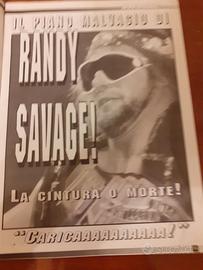 IL PIANO MALVAGIO DI
RANDY
SAVAGE!
LA CINTURA O MORTE!
"CARICAAAAAAAAAA!"